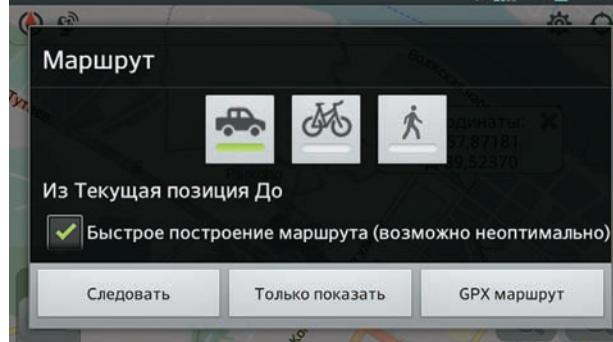 Маршрут
Из Текущая позиция До
Быстрое построение маршрута (возможно неоптимально)
Следовать
Только показать
GPX маршрут